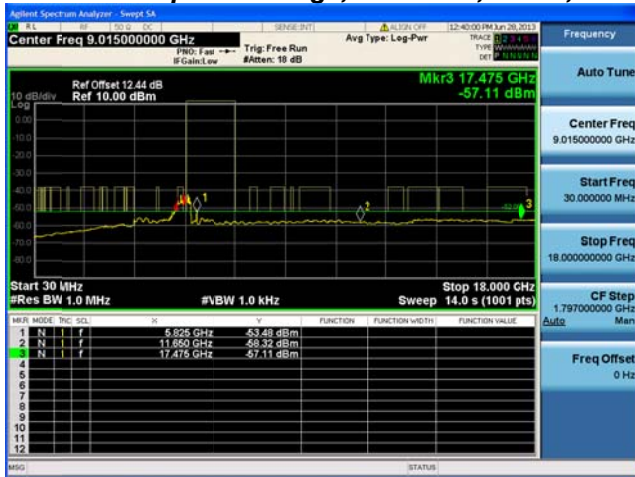 Agilent Spectrum Analyzer - Swept SA
RL RF 50 Ω DC SENSE:INT ALIGN OFF 12:40:00 PM Jun 28, 2013
Center Freq 9.015000000 GHz
PNO: Fast Trig: Free Run
IFGain:Low #Atten: 18 dB
Avg Type: Log-Pwr
TRACE 1 2 3 4 5 6
TYPE
DET P N N N N N
Ref Offset 12.44 dB
10 dB/div Ref 10.00 dBm
Log
Mkr3 17.475 GHz
-57.11 dBm
0.00
-10.0
-20.0
-30.0
-40.0
-50.0
-60.0
-70.0
-80.0
1
2
3
Start 30 MHz Stop 18.000 GHz
#Res BW 1.0 MHz #VBW 1.0 kHz Sweep 14.0 s (1001 pts)
MKR MODE TRC SCL X Y FUNCTION FUNCTION WIDTH FUNCTION VALUE
1 N 1 f 5.825 GHz -53.48 dBm
2 N 1 f 11.650 GHz -58.32 dBm
3 N 1 f 17.475 GHz -57.11 dBm
4
5
6
7
8
9
10
11
12
MSG STATUS
Frequency
Auto Tune
Center Freq
9.015000000 GHz
Start Freq
30.000000 MHz
Stop Freq
18.000000000 GHz
CF Step
1.797000000 GHz
Auto Man
Freq Offset
0 Hz